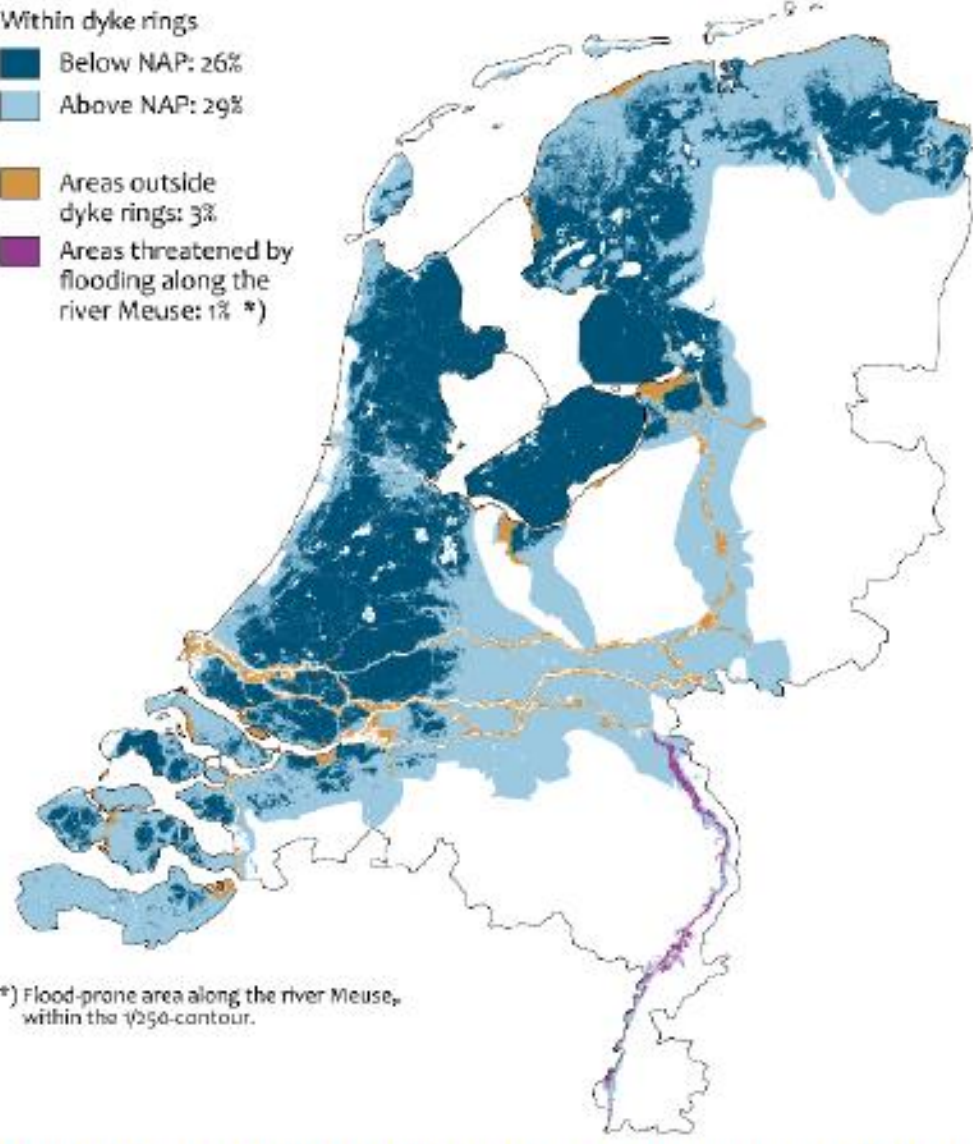 Within dyke rings
Below NAP: 26%
Above NAP: 29%
Areas outside
dyke rings: 3%
Areas threatened by
flooding along the
river Meuse: 1% *)
*) Flood-prone area along the river Meuse,
within the 1/250-contour.